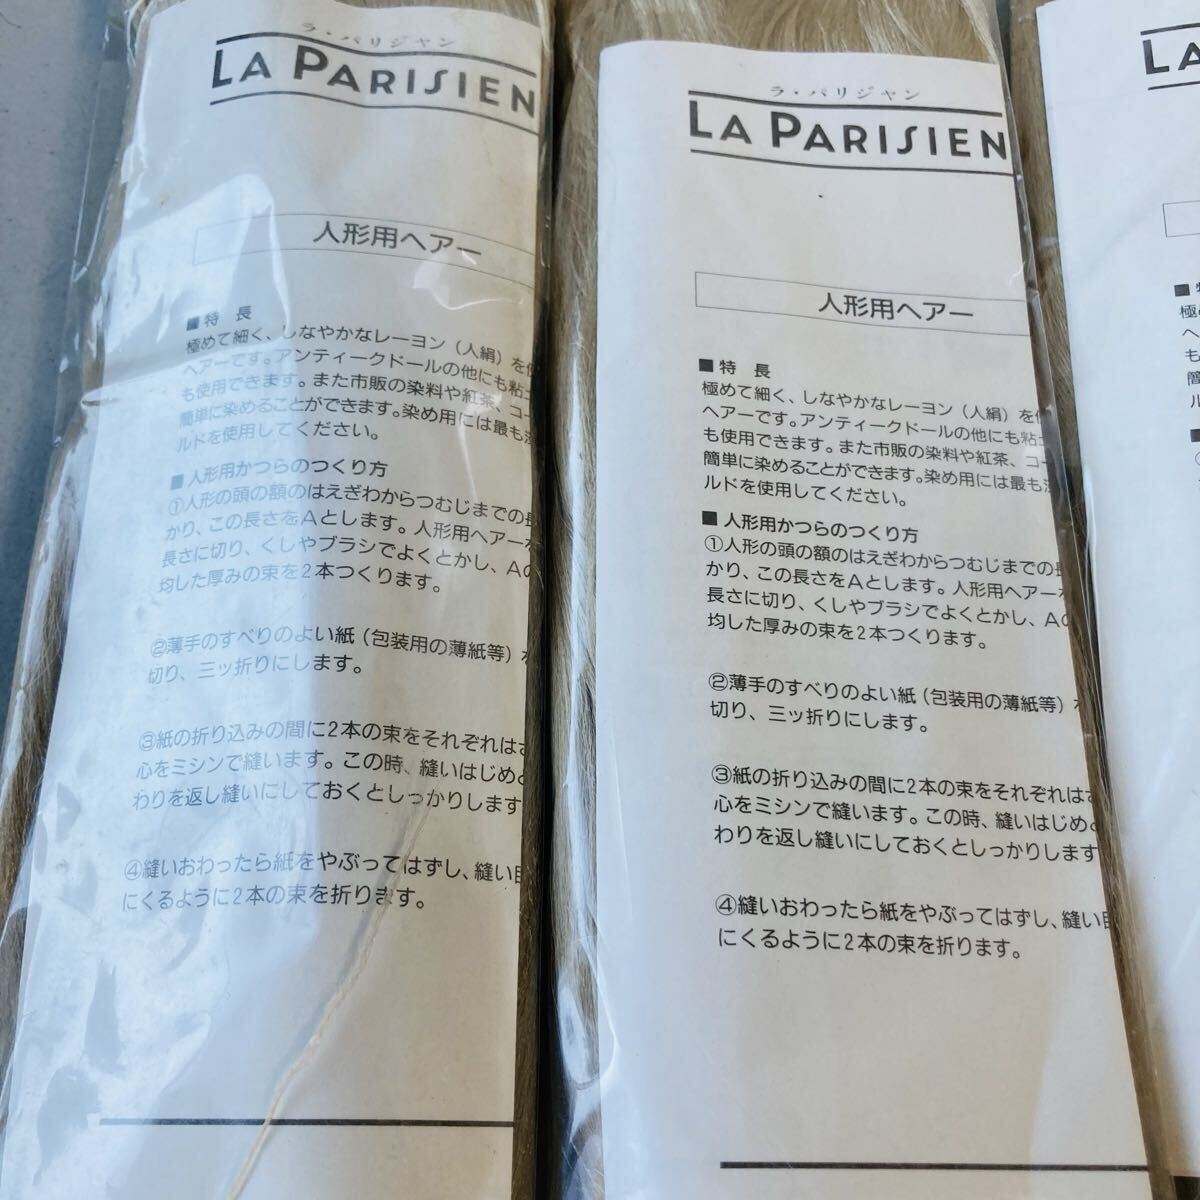 ラ・パリジャン
LA PARISIEN
人形用ヘアー
■特　長
極めて細く、しなやかなレーヨン（人絹）を使
ヘアーです。アンティークドールの他にも粘土
も使用できます。また市販の染料や紅茶、コー
簡単に染めることができます。染め用には最も
ルドを使用してください。
■人形用かつらのつくり方
①人形の頭の額のはえぎわからつむじまでの長
かり、この長さをAとします。人形用ヘアーを
長さに切り、くしやブラシでよくとかし、Aの
均した厚みの束を2本つくります。
②薄手のすべりのよい紙（包装用の薄紙等）を
切り、三ッ折りにします。
③紙の折り込みの間に2本の束をそれぞれはさ
心をミシンで縫います。この時、縫いはじめと
わりを返し縫いにしておくとしっかりします
④縫いおわったら紙をやぶってはずし、縫い目
にくるように2本の束を折ります。
ラ・パリジャン
LA PARISIEN
人形用ヘアー
■特　長
極めて細く、しなやかなレーヨン（人絹）を使
ヘアーです。アンティークドールの他にも粘土
も使用できます。また市販の染料や紅茶、コー
簡単に染めることができます。染め用には最も
ルドを使用してください。
■人形用かつらのつくり方
①人形の頭の額のはえぎわからつむじまでの長
かり、この長さをAとします。人形用ヘアーを
長さに切り、くしやブラシでよくとかし、Aの
均した厚みの束を2本つくります。
②薄手のすべりのよい紙（包装用の薄紙等）を
切り、三ッ折りにします。
③紙の折り込みの間に2本の束をそれぞれはさ
心をミシンで縫います。この時、縫いはじめと
わりを返し縫いにしておくとしっかりします
④縫いおわったら紙をやぶってはずし、縫い目
にくるように2本の束を折ります。
LA
■特
極め
ヘ
も
簡
ル
■